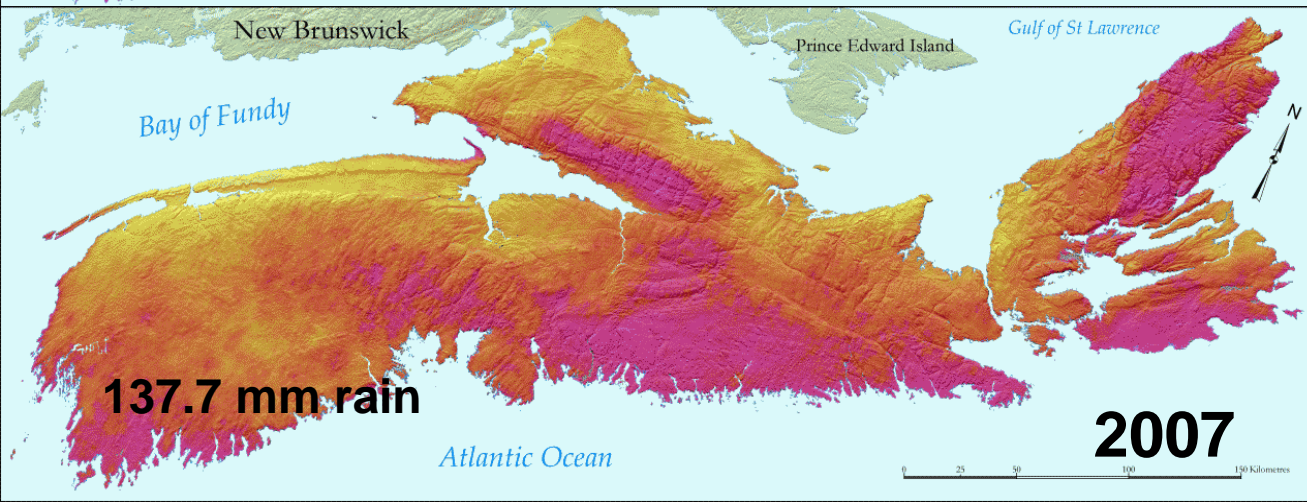 New Brunswick
Prince Edward Island
Gulf of St Lawrence
Bay of Fundy
N
137.7 mm rain
2007
Atlantic Ocean
0 25 50 100 150 Kilometres